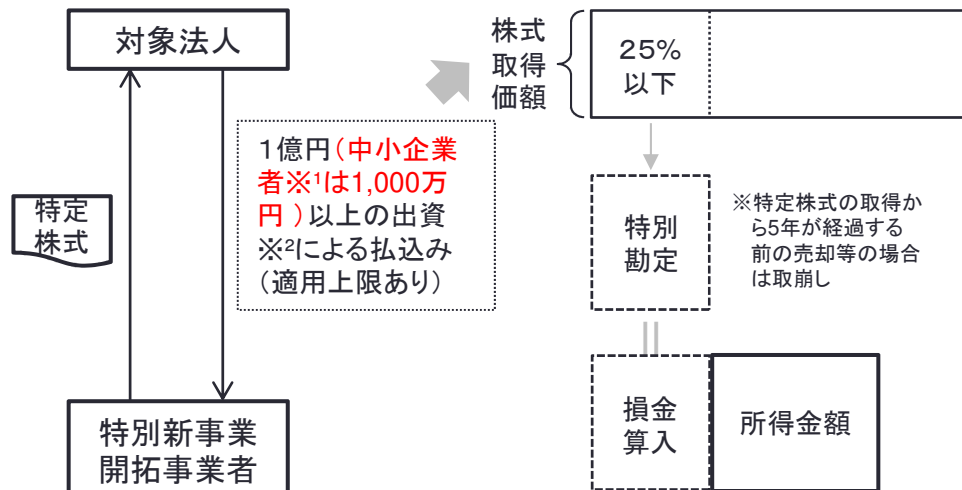 対象法人
特定
株式
1億円(中小企業
者※1は1,000万
円 )以上の出資
※2による払込み
(適用上限あり)
特別新事業
開拓事業者
株式
取得
価額
25%
以下
特別
勘定
※特定株式の取得か
ら5年が経過する
前の売却等の場合
は取崩し
損金
算入
所得金額